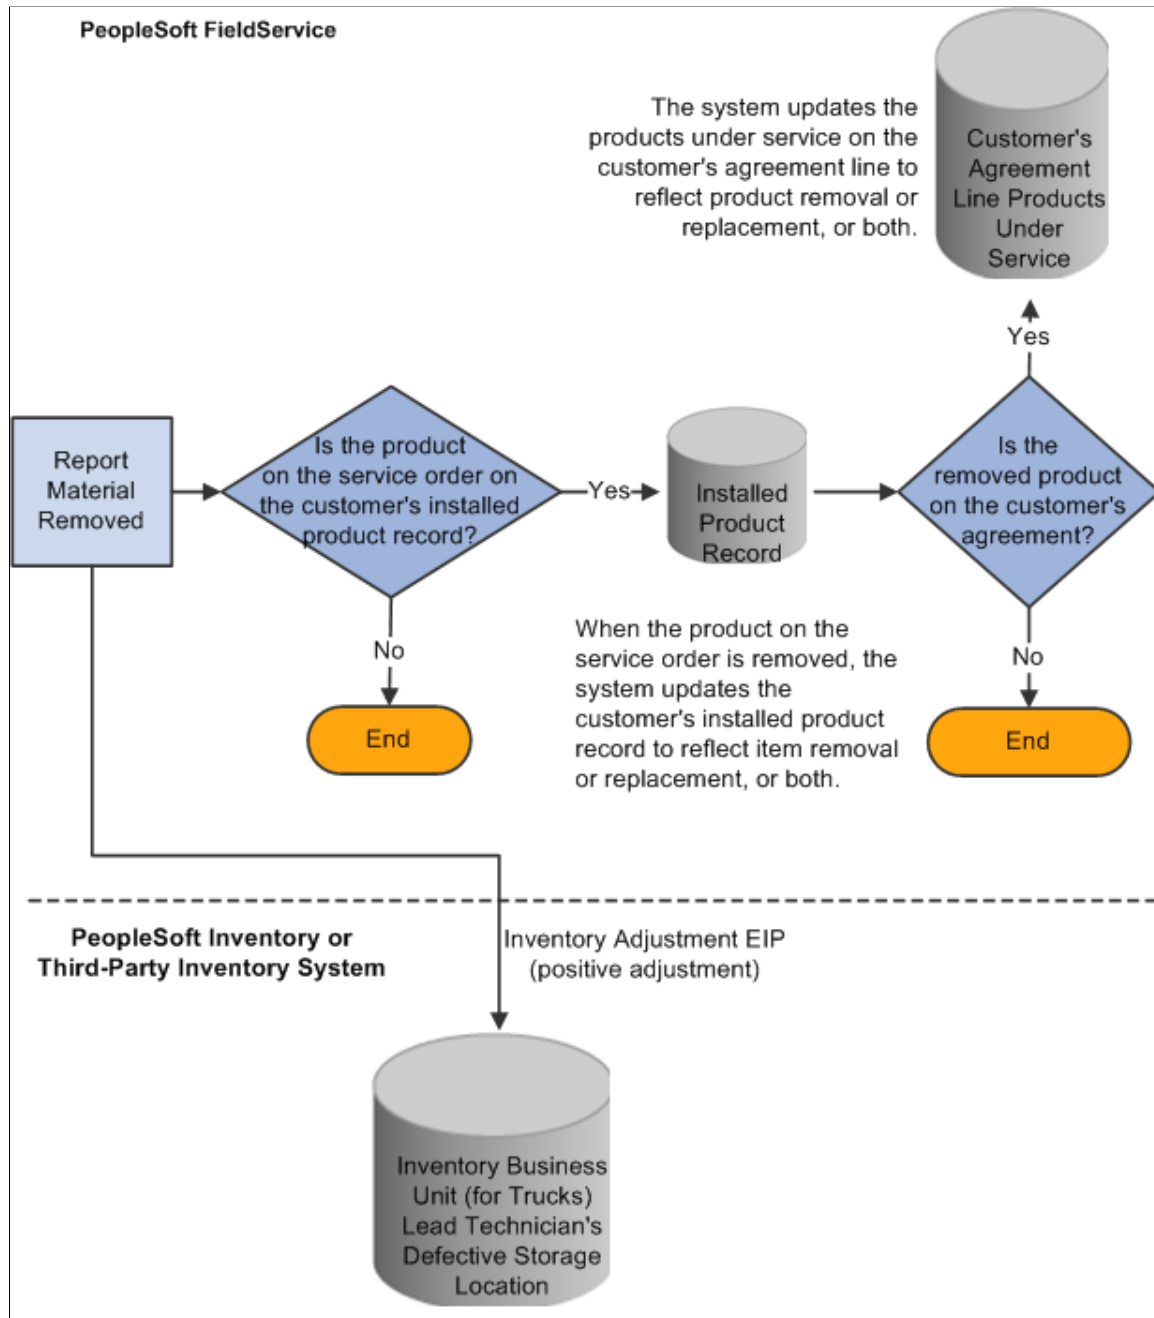 PeopleSoft FieldService
The system updates the
products under service on the
customer's agreement line to
reflect product removal or
replacement, or both.
Customer's
Agreement
Line Products
Under
Service
Yes
Report
Material
Removed
Is the product
on the service order on
the customer's installed
product record?
Yes
Installed
Product
Record
Is the
removed product
on the customer's
agreement?
No
End
When the product on the
service order is removed, the
system updates the
customer's installed product
record to reflect item removal
or replacement, or both.
No
End
PeopleSoft Inventory or
Third-Party Inventory System
Inventory Adjustment EIP
(positive adjustment)
Inventory Business
Unit (for Trucks)
Lead Technician's
Defective Storage
Location